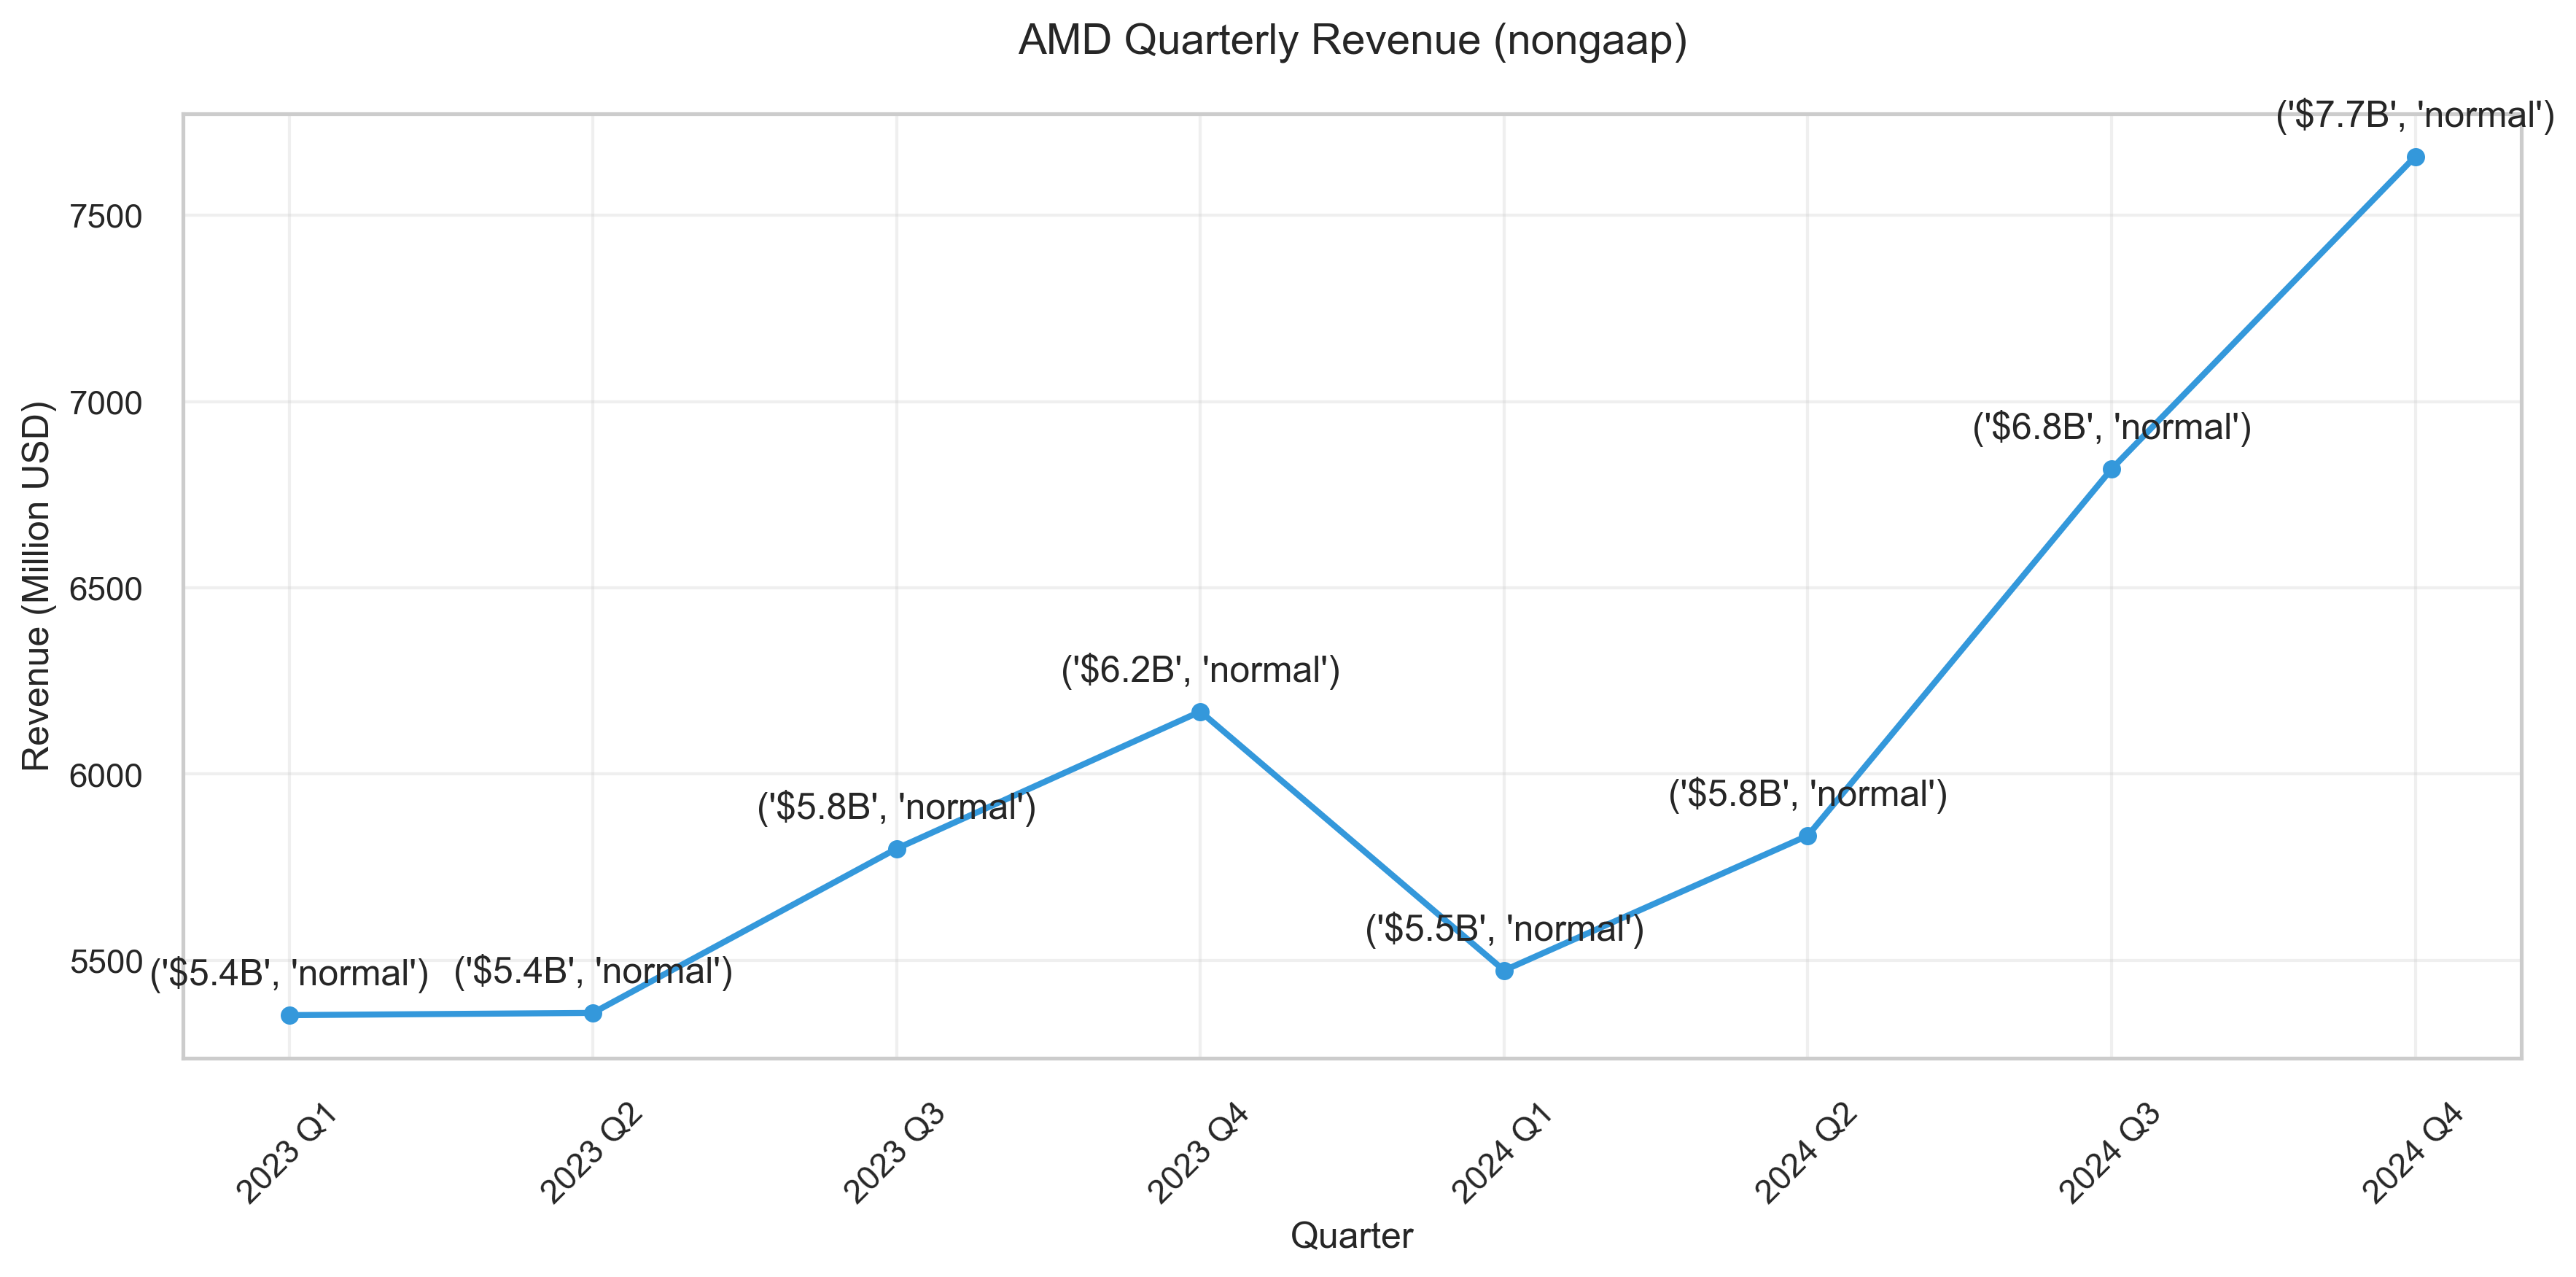 AMD Quarterly Revenue (nongaap)
('$7.7B', 'normal')
7500
7000
('$6.8B', 'normal')
6500
('$6.2B', 'normal')
6000
('$5.8B', 'normal')
('$5.8B', 'normal')
('$5.5B', 'normal')
5500
('$5.4B', 'normal')
('$5.4B', 'normal')
Revenue (Million USD)
2023 Q1
2023 Q2
2023 Q3
2023 Q4
2024 Q1
2024 Q2
2024 Q3
2024 Q4
Quarter